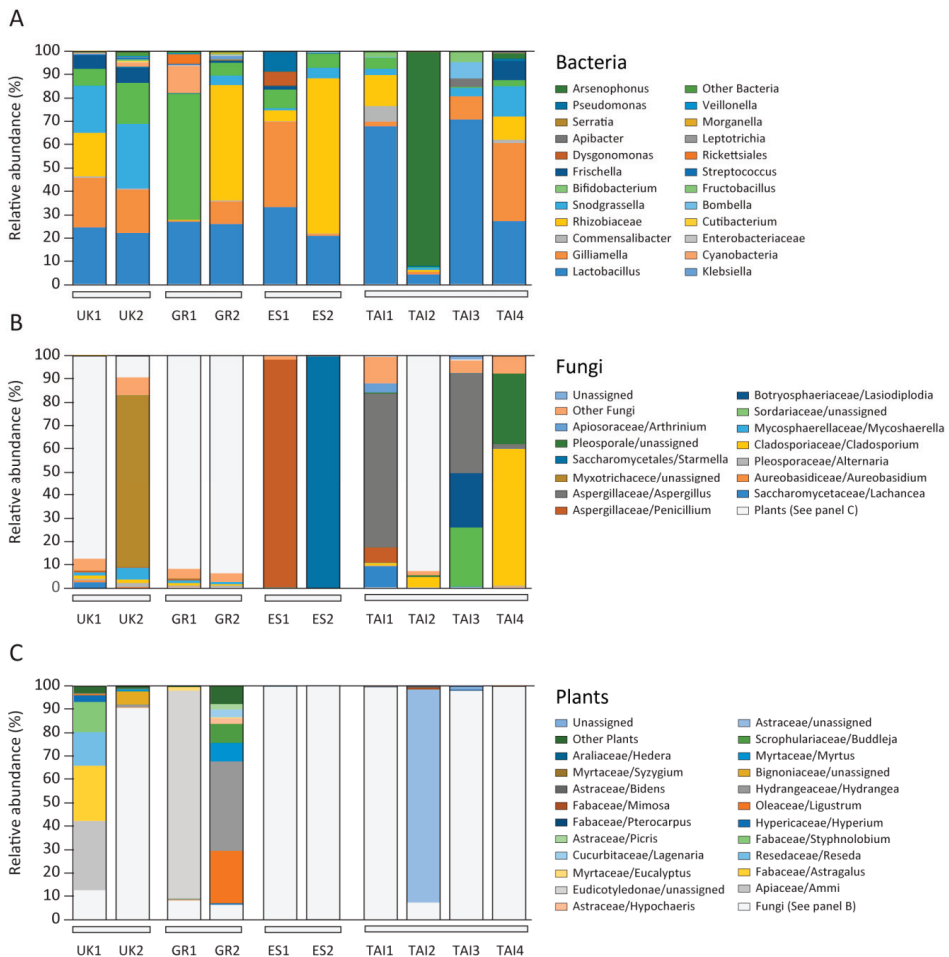 A
Relative abundance (%)
100
90
80
70
60
50
40
30
20
10
0
UK1 UK2 GR1 GR2 ES1 ES2 TAI1 TAI2 TAI3 TAI4
Bacteria
Arsenophonus Other Bacteria
Pseudomonas Veillonella
Serratia Morganella
Apibacter Leptotrichia
Dysgonomonas Rickettsiales
Frischella Streptococcus
Bifidobacterium Fructobacillus
Snodgrassella Bombella
Rhizobiaceae Cutibacterium
Commensalibacter Enterobacteriaceae
Gilliamella Cyanobacteria
Lactobacillus Klebsiella
B
Relative abundance (%)
100
90
80
70
60
50
40
30
20
10
0
UK1 UK2 GR1 GR2 ES1 ES2 TAI1 TAI2 TAI3 TAI4
Fungi
Unassigned Botryosphaeriaceae/Lasiodiplodia
Other Fungi Sordariaceae/unassigned
Apiosoraceae/Arthrinium Mycosphaerellaceae/Mycoshaerella
Pleosporale/unassigned Cladosporiaceae/Cladosporium
Saccharomycetales/Starmella Pleosporaceae/Alternaria
Myxotrichacece/unassigned Aureobasidiceae/Aureobasidium
Aspergillaceae/Aspergillus Saccharomycetaceae/Lachancea
Aspergillaceae/Penicillium Plants (See panel C)
C
Relative abundance (%)
100
90
80
70
60
50
40
30
20
10
0
UK1 UK2 GR1 GR2 ES1 ES2 TAI1 TAI2 TAI3 TAI4
Plants
Unassigned Astraceae/unassigned
Other Plants Scrophulariaceae/Buddleja
Araliaceae/Hedera Myrtaceae/Myrtus
Myrtaceae/Syzygium Bignoniaceae/unassigned
Astraceae/Bidens Hydrangeaceae/Hydrangea
Fabaceae/Mimosa Oleaceae/Ligustrum
Fabaceae/Pterocarpus Hypericaceae/Hyperium
Astraceae/Picris Fabaceae/Styphnolobium
Cucurbitaceae/Lagenaria Resedaceae/Reseda
Myrtaceae/Eucalyptus Fabaceae/Astragalus
Eudicotyledonae/unassigned Apiaceae/Ammi
Astraceae/Hypochaeris Fungi (See panel B)